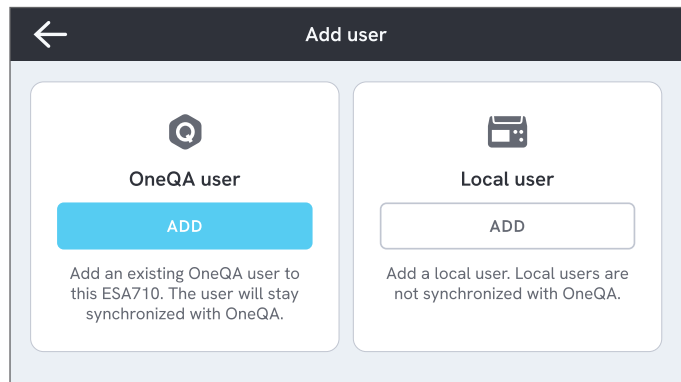 Add user
OneQA user
ADD
Add an existing OneQA user to
this ESA710. The user will stay
synchronized with OneQA.
Local user
ADD
Add a local user. Local users are
not synchronized with OneQA.